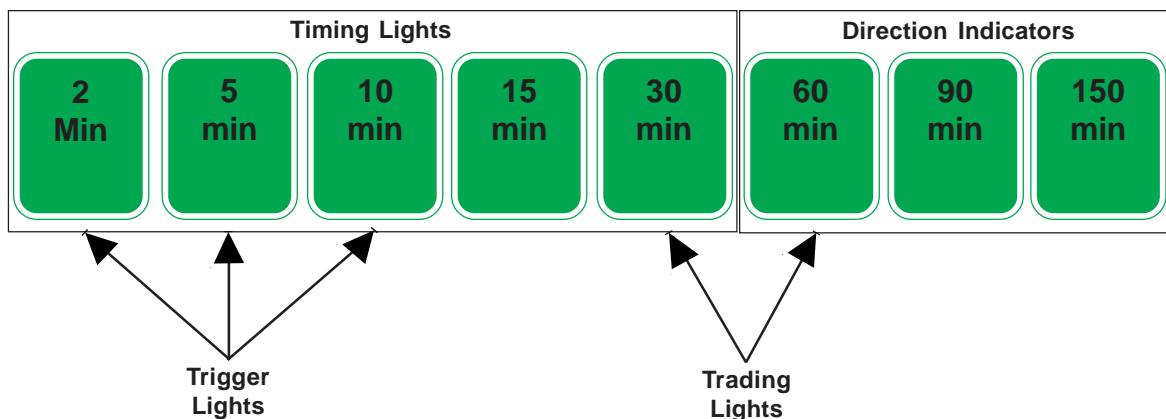 Timing Lights
Direction Indicators
2
Min
5
min
10
min
15
min
30
min
60
min
90
min
150
min
Trigger
Lights
Trading
Lights